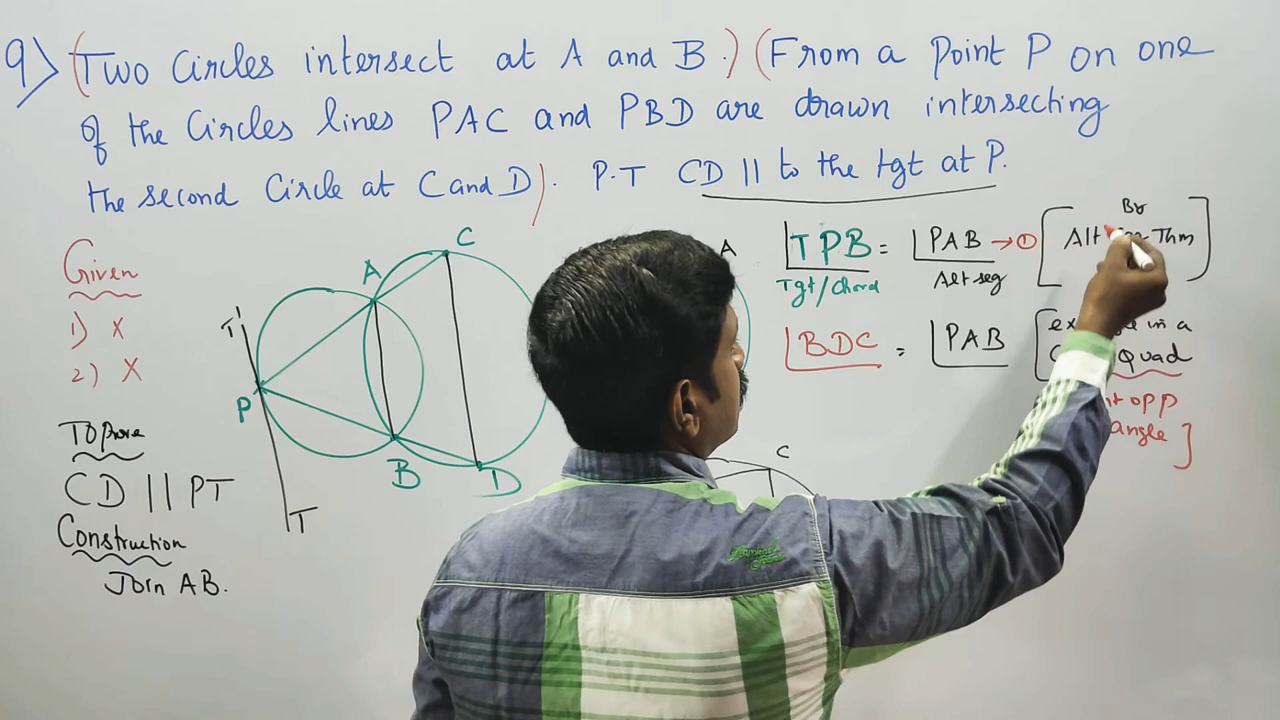 9) (Two Circles intersect at A and B.) (From a Point P on one
of the Circles lines PAC and PBD are drawn intersecting
the second Circle at C and D). P.T CD || to the tgt at P.
Given
1) X
2) X
To Prove
CD || PT
Construction
Join AB.
T'
P
A
C
B
D
T
A
C
∠TPB = ∠PAB → ①
Tgt/Chord
Alt seg
By
Alt Thm
∠BDC = ∠PAB
in a
Quad
opp
angle]